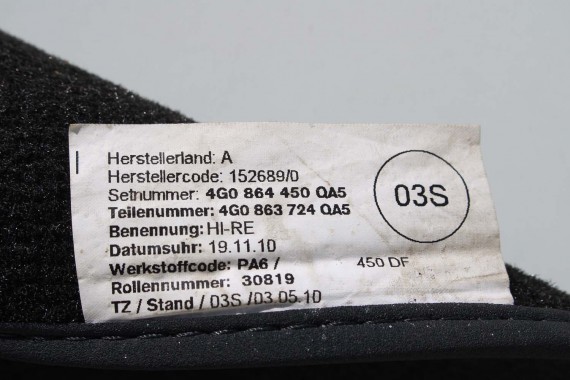 Herstellerland: A
Herstellercode: 152689/0
Setnummer: 4G0 864 450 QA5
Teilenummer: 4G0 863 724 QA5
Benennung: HI-RE
Datumsuhr: 19.11.10
Werkstoffcode: PA6 / 450 DF
Rollennummer: 30819
TZ / Stand / 03S /03.05.10
03S